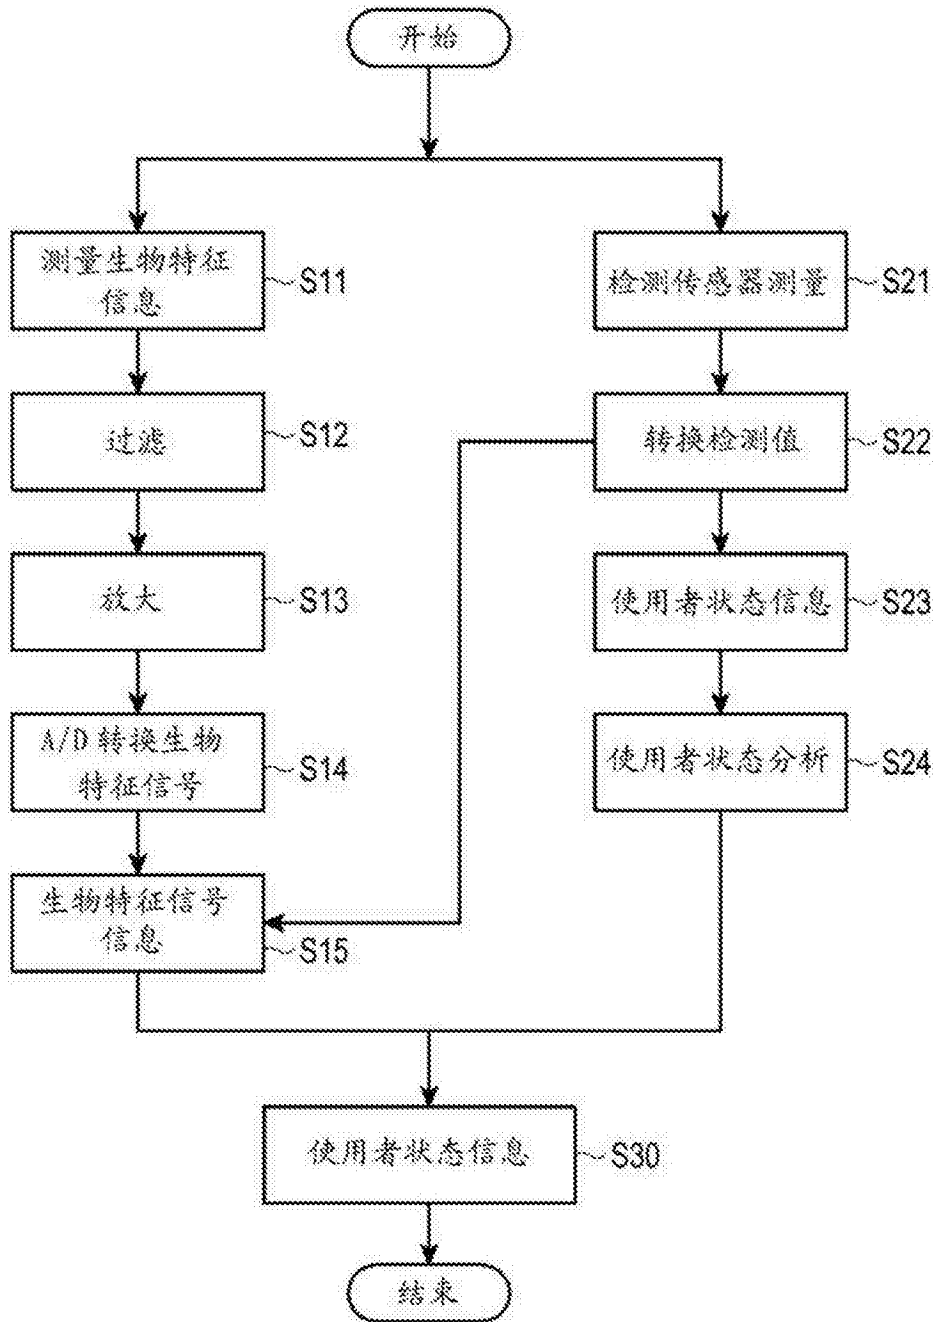 开始
测量生物特征
信息
S11
过滤
S12
放大
S13
A/D 转换生物
特征信号
S14
生物特征信号
信息
S15
检测传感器测量
S21
转换检测值
S22
使用者状态信息
S23
使用者状态分析
S24
使用者状态信息
S30
结束